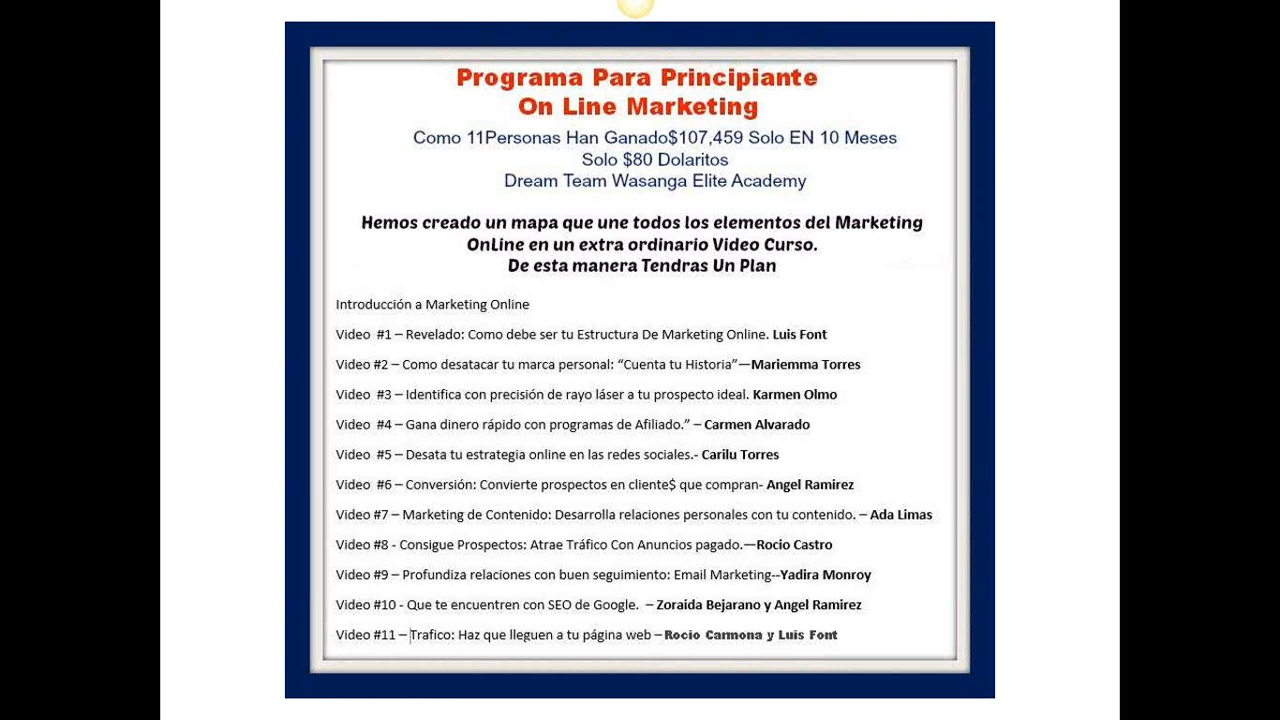 Programa Para Principiante
On Line Marketing
Como 11Personas Han Ganado$107,459 Solo EN 10 Meses
Solo $80 Dolaritos
Dream Team Wasanga Elite Academy
Hemos creado un mapa que une todos los elementos del Marketing
OnLine en un extra ordinario Video Curso.
De esta manera Tendras Un Plan
Introducción a Marketing Online
Video  #1 – Revelado: Como debe ser tu Estructura De Marketing Online. Luis Font
Video #2 – Como desatacar tu marca personal: “Cuenta tu Historia”—Mariemma Torres
Video  #3 – Identifica con precisión de rayo láser a tu prospecto ideal. Karmen Olmo
Video  #4 – Gana dinero rápido con programas de Afiliado.” – Carmen Alvarado
Video  #5 – Desata tu estrategia online en las redes sociales.- Carilu Torres
Video  #6 – Conversión: Convierte prospectos en cliente$ que compran- Angel Ramirez
Video #7 – Marketing de Contenido: Desarrolla relaciones personales con tu contenido. – Ada Limas
Video #8 - Consigue Prospectos: Atrae Tráfico Con Anuncios pagado.—Rocio Castro
Video #9 – Profundiza relaciones con buen seguimiento: Email Marketing--Yadira Monroy
Video #10 - Que te encuentren con SEO de Google.  – Zoraida Bejarano y Angel Ramirez
Video #11 – Trafico: Haz que lleguen a tu página web – Rocio Carmona y Luis Font